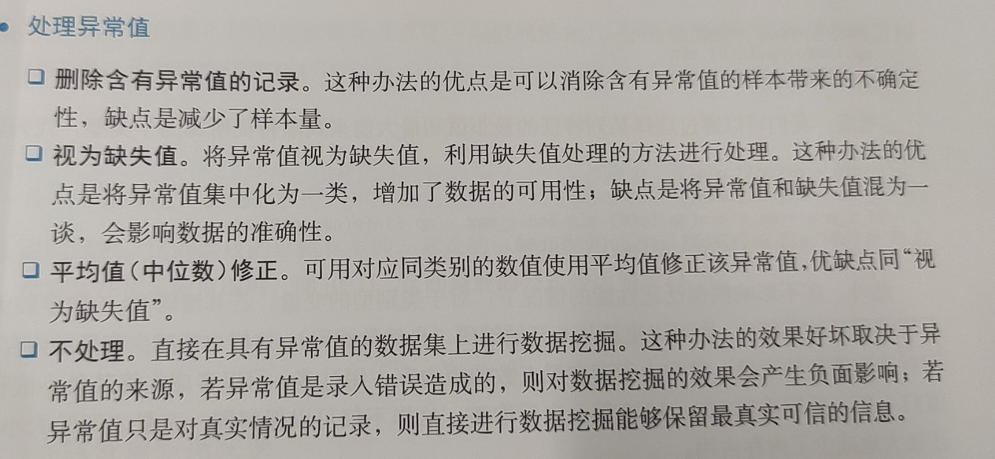 • 处理异常值
❑ 删除含有异常值的记录。这种办法的优点是可以消除含有异常值的样本带来的不确定
性，缺点是减少了样本量。
❑ 视为缺失值。将异常值视为缺失值，利用缺失值处理的方法进行处理。这种办法的优
点是将异常值集中化为一类，增加了数据的可用性；缺点是将异常值和缺失值混为一
谈，会影响数据的准确性。
❑ 平均值（中位数）修正。可用对应同类别的数值使用平均值修正该异常值，优缺点同“视
为缺失值”。
❑ 不处理。直接在具有异常值的数据集上进行数据挖掘。这种办法的效果好坏取决于异
常值的来源，若异常值是录入错误造成的，则对数据挖掘的效果会产生负面影响；若
异常值只是对真实情况的记录，则直接进行数据挖掘能够保留最真实可信的信息。